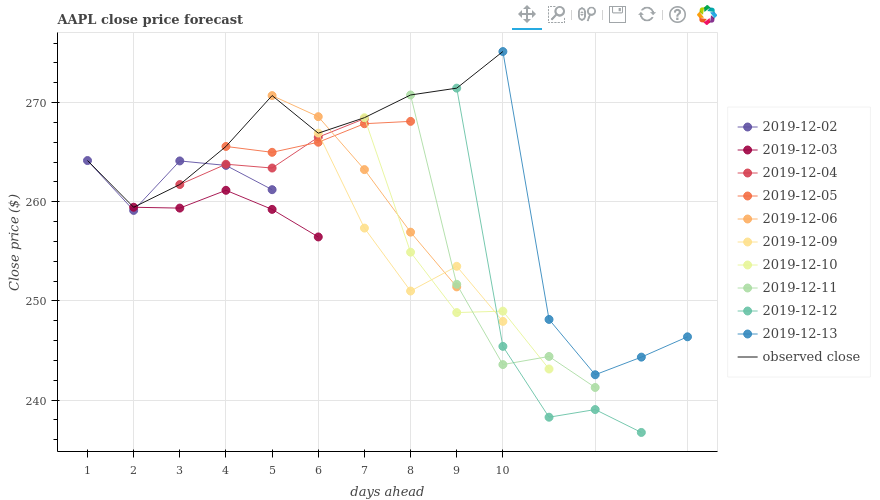 AAPL close price forecast
270
260
250
240
Close price ($)
1 2 3 4 5 6 7 8 9 10
days ahead
2019-12-02
2019-12-03
2019-12-04
2019-12-05
2019-12-06
2019-12-09
2019-12-10
2019-12-11
2019-12-12
2019-12-13
observed close